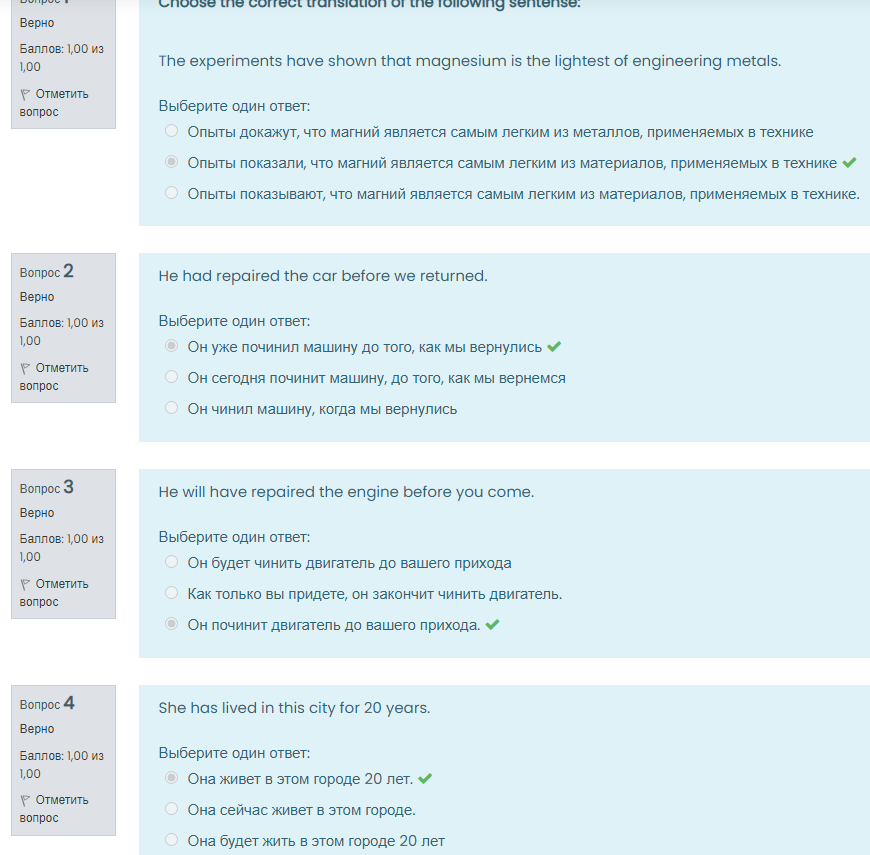 Choose the correct translation of the following sentense:
Вопрос 1
Верно
Баллов: 1,00 из
1,00
Отметить
вопрос
The experiments have shown that magnesium is the lightest of engineering metals.
Выберите один ответ:
Опыты докажут, что магний является самым легким из металлов, применяемых в технике
Опыты показали, что магний является самым легким из материалов, применяемых в технике
Опыты показывают, что магний является самым легким из материалов, применяемых в технике.
Вопрос 2
Верно
Баллов: 1,00 из
1,00
Отметить
вопрос
He had repaired the car before we returned.
Выберите один ответ:
Он уже починил машину до того, как мы вернулись
Он сегодня починит машину, до того, как мы вернемся
Он чинил машину, когда мы вернулись
Вопрос 3
Верно
Баллов: 1,00 из
1,00
Отметить
вопрос
He will have repaired the engine before you come.
Выберите один ответ:
Он будет чинить двигатель до вашего прихода
Как только вы придете, он закончит чинить двигатель.
Он починит двигатель до вашего прихода.
Вопрос 4
Верно
Баллов: 1,00 из
1,00
Отметить
вопрос
She has lived in this city for 20 years.
Выберите один ответ:
Она живет в этом городе 20 лет.
Она сейчас живет в этом городе.
Она будет жить в этом городе 20 лет